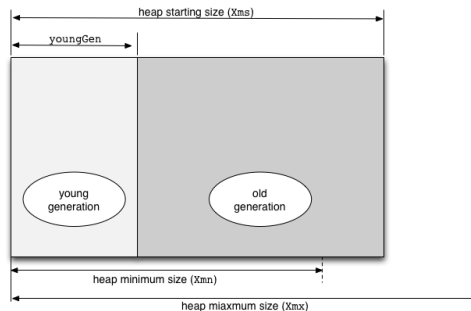 heap starting size (Xms)
youngGen
young
generation
old
generation
heap minimum size (Xmn)
heap miaxmum size (Xmx)